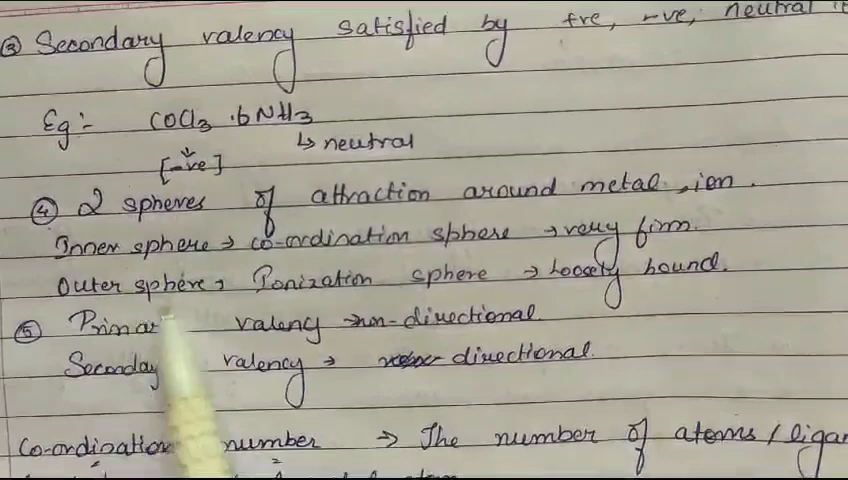 ③ Secondary valency satisfied by +ve, -ve, neutral
Eg:- COCl3 .6NH3
[-ve] ↳ neutral
④ 2 spheres of attraction around metal ion.
Inner sphere → co-ordination sphere → very firm.
Outer sphere → Ionization sphere → loosely bound.
⑤ Primar valency → non-directional
Seconday valency → directional.
Co-ordination number → The number of atoms / ligan